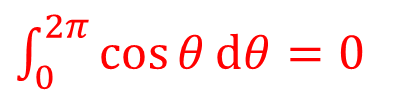 ∫₀^{2π} cos θ dθ = 0